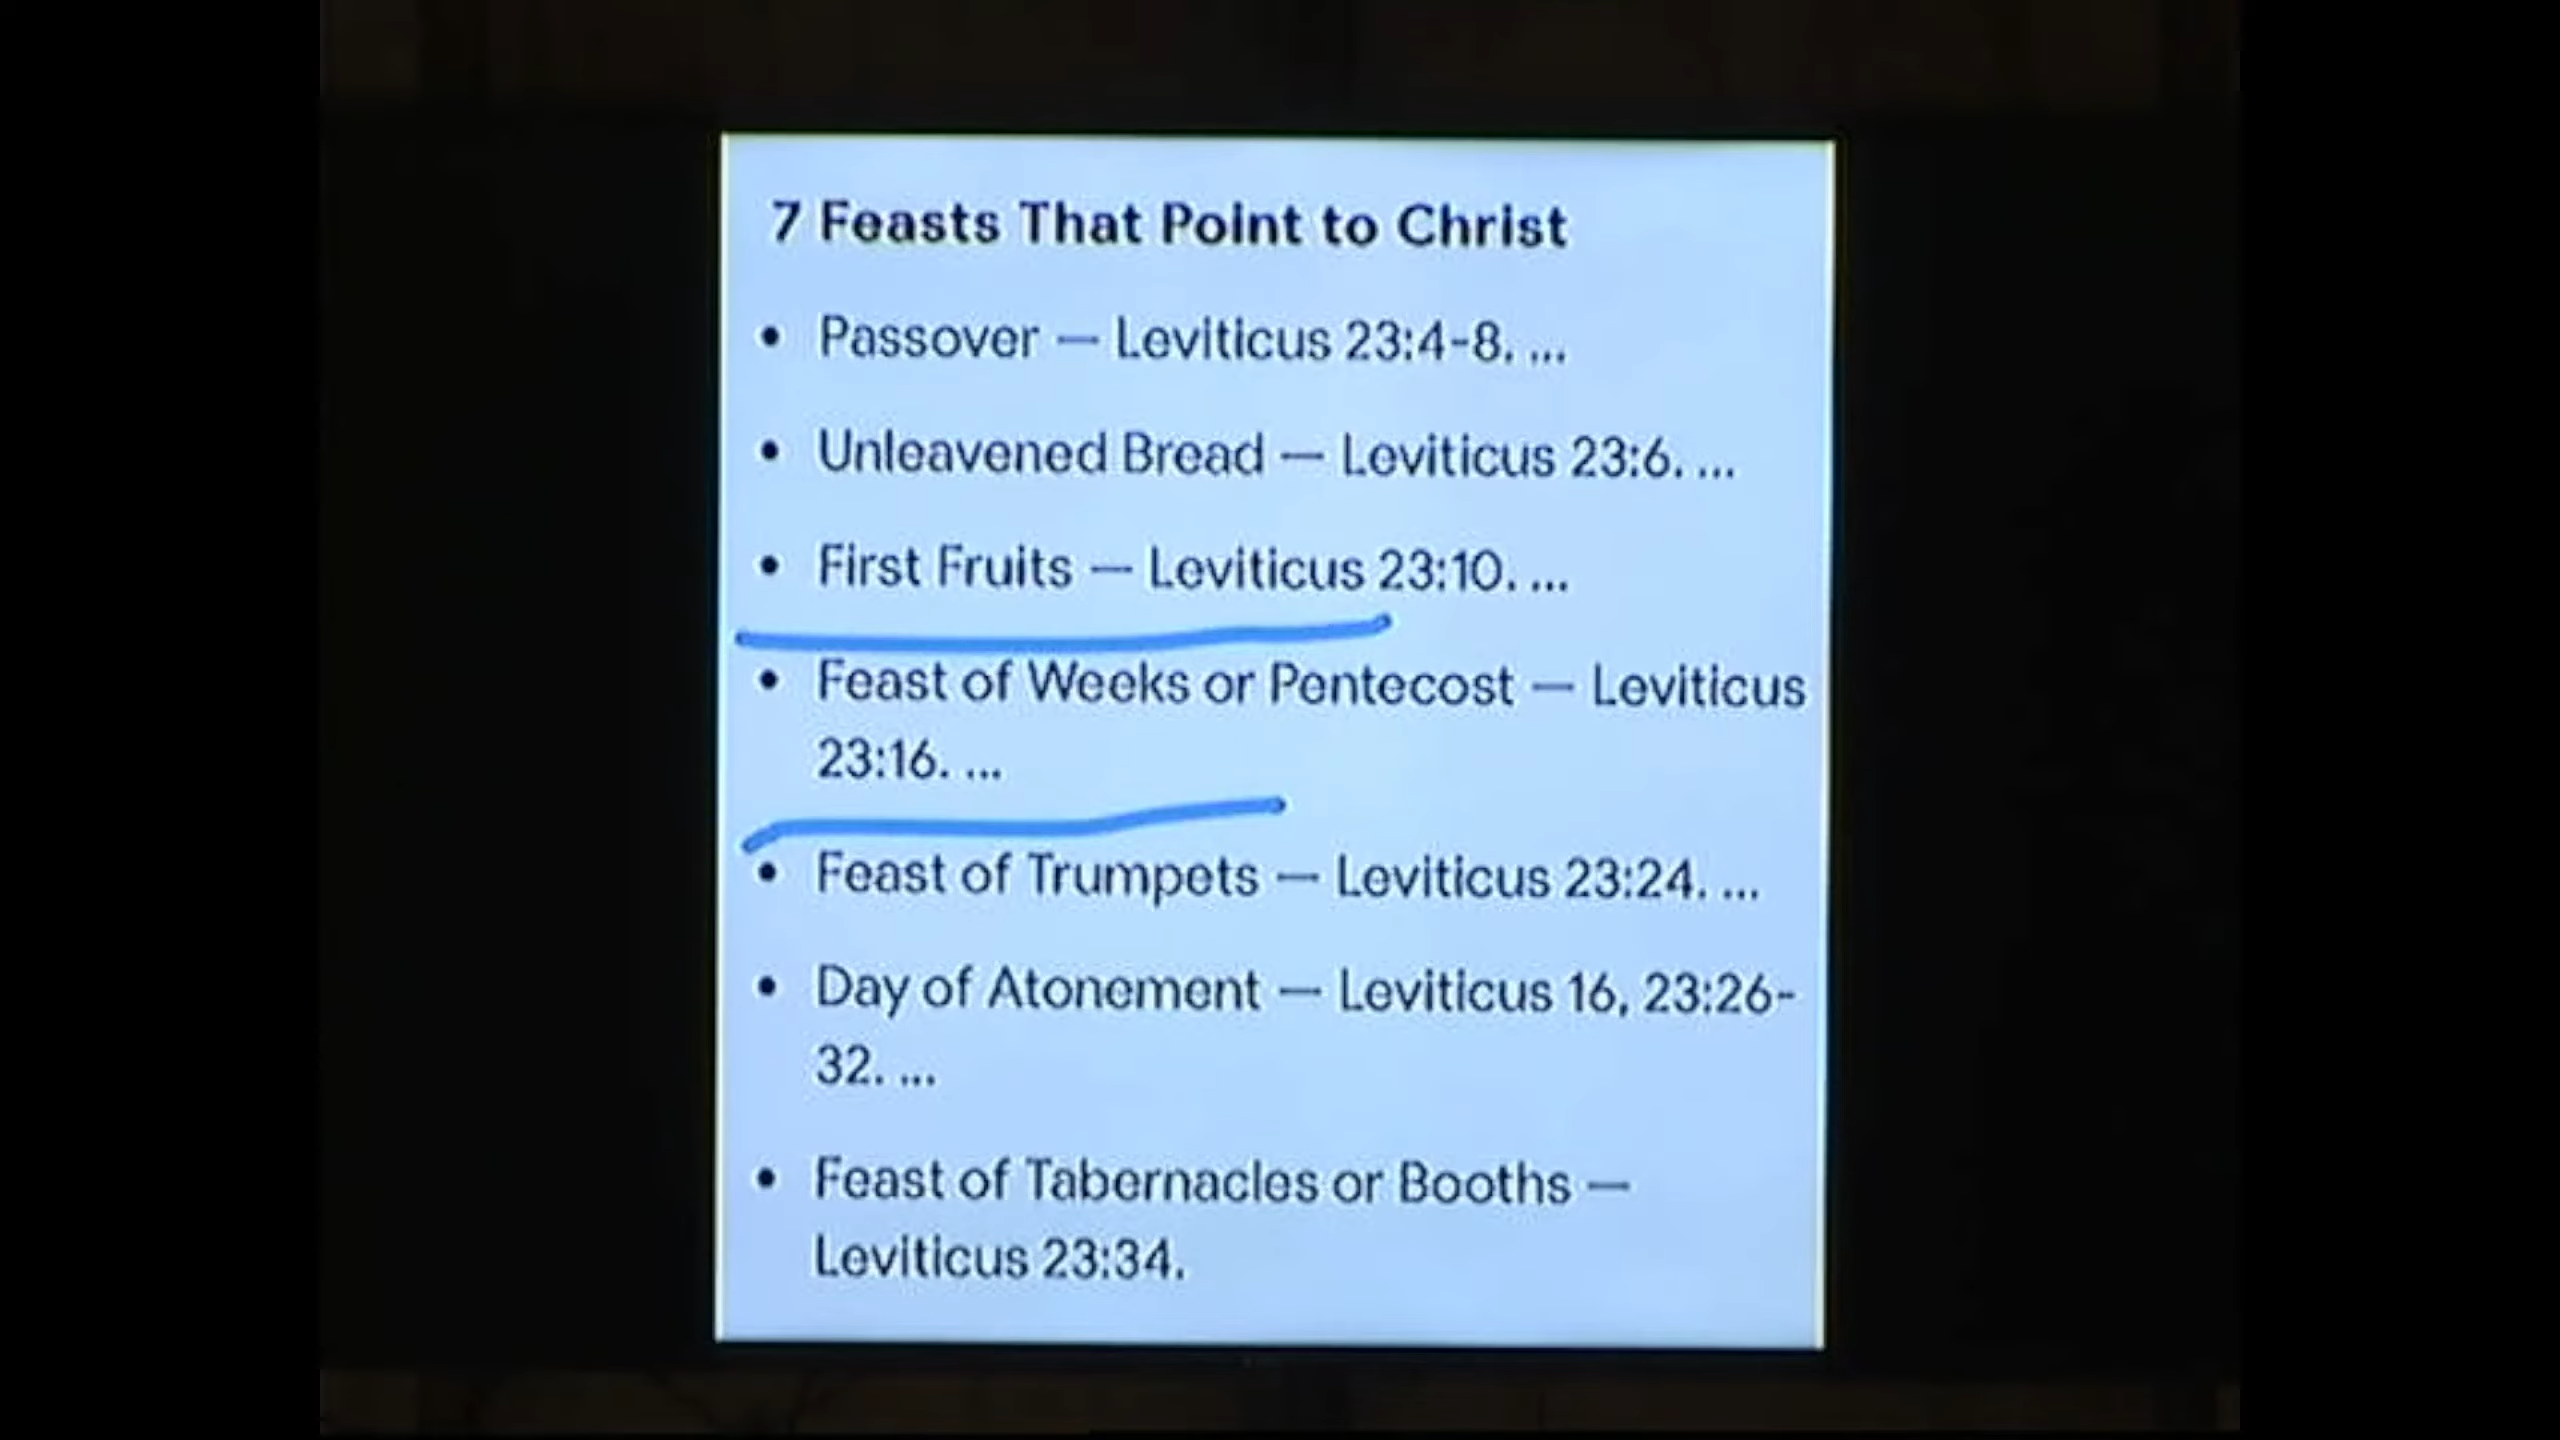 7 Feasts That Point to Christ
• Passover — Leviticus 23:4-8. ...
• Unleavened Bread — Leviticus 23:6. ...
• First Fruits — Leviticus 23:10. ...
• Feast of Weeks or Pentecost — Leviticus
23:16. ...
• Feast of Trumpets — Leviticus 23:24. ...
• Day of Atonement — Leviticus 16, 23:26-
32. ...
• Feast of Tabernacles or Booths —
Leviticus 23:34.